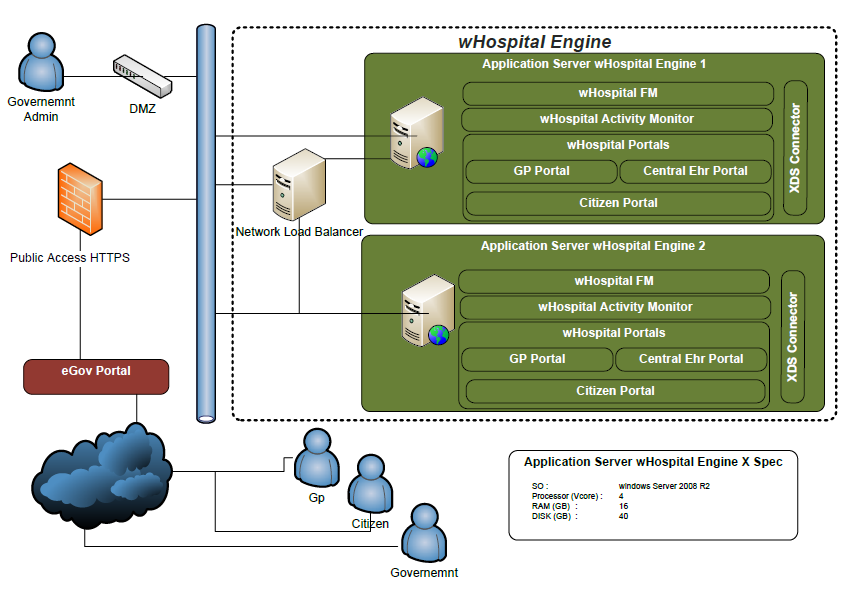 wHospital Engine
Governemnt
Admin
DMZ
Public Access HTTPS
Network Load Balancer
Application Server wHospital Engine 1
wHospital FM
wHospital Activity Monitor
wHospital Portals
GP Portal
Central Ehr Portal
Citizen Portal
XDS Connector
Application Server wHospital Engine 2
wHospital FM
wHospital Activity Monitor
wHospital Portals
GP Portal
Central Ehr Portal
Citizen Portal
XDS Connector
eGov Portal
Gp
Citizen
Governemnt
Application Server wHospital Engine X Spec
SO : windows Server 2008 R2
Processor (Vcore) : 4
RAM (GB) : 16
DISK (GB) : 40